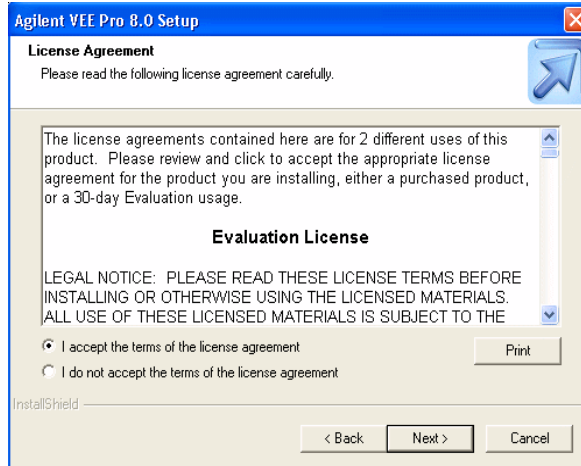 Agilent VEE Pro 8.0 Setup
License Agreement
Please read the following license agreement carefully.
The license agreements contained here are for 2 different uses of this
product. Please review and click to accept the appropriate license
agreement for the product you are installing, either a purchased product,
or a 30-day Evaluation usage.
Evaluation License
LEGAL NOTICE: PLEASE READ THESE LICENSE TERMS BEFORE
INSTALLING OR OTHERWISE USING THE LICENSED MATERIALS.
ALL USE OF THESE LICENSED MATERIALS IS SUBJECT TO THE
I accept the terms of the license agreement
Print
I do not accept the terms of the license agreement
InstallShield
< Back
Next >
Cancel